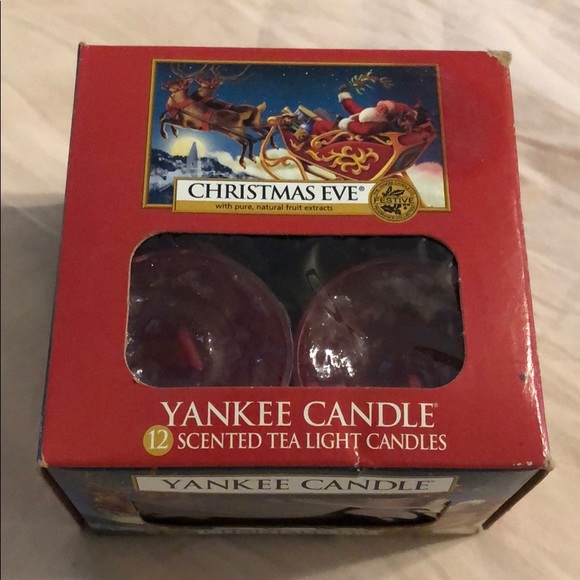 CHRISTMAS EVE®
with pure, natural fruit extracts
FESTIVE
YANKEE CANDLE®
12 SCENTED TEA LIGHT CANDLES
YANKEE CANDLE®